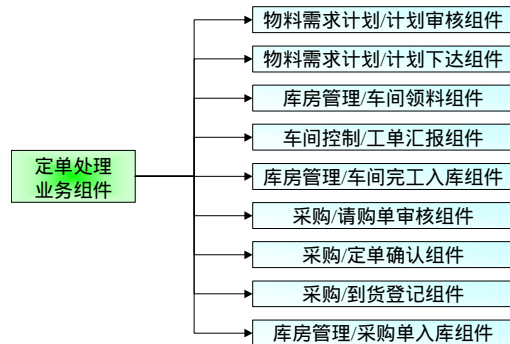 物料需求计划/计划审核组件
物料需求计划/计划下达组件
库房管理/车间领料组件
车间控制/工单汇报组件
定单处理
业务组件
库房管理/车间完工入库组件
采购/请购单审核组件
采购/定单确认组件
采购/到货登记组件
库房管理/采购单入库组件